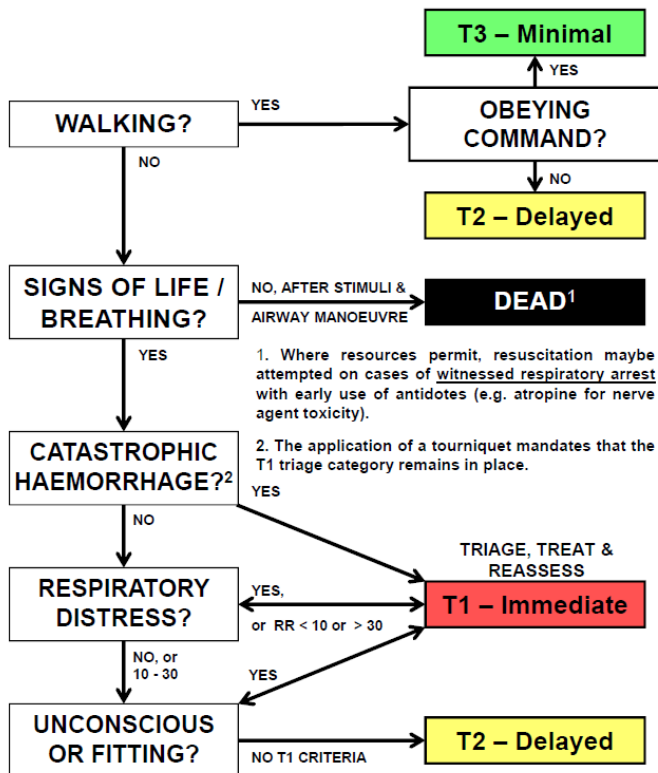 T3 – Minimal
YES
WALKING?
YES
OBEYING
COMMAND?
NO
NO
T2 – Delayed
SIGNS OF LIFE /
BREATHING?
NO, AFTER STIMULI &
AIRWAY MANOEUVRE
DEAD1
YES
1. Where resources permit, resuscitation maybe
attempted on cases of witnessed respiratory arrest
with early use of antidotes (e.g. atropine for nerve
agent toxicity).
2. The application of a tourniquet mandates that the
T1 triage category remains in place.
CATASTROPHIC
HAEMORRHAGE?2
YES
NO
TRIAGE, TREAT &
REASSESS
RESPIRATORY
DISTRESS?
YES,
or RR < 10 or > 30
T1 – Immediate
NO, or
10 - 30
YES
UNCONSCIOUS
OR FITTING?
NO T1 CRITERIA
T2 – Delayed